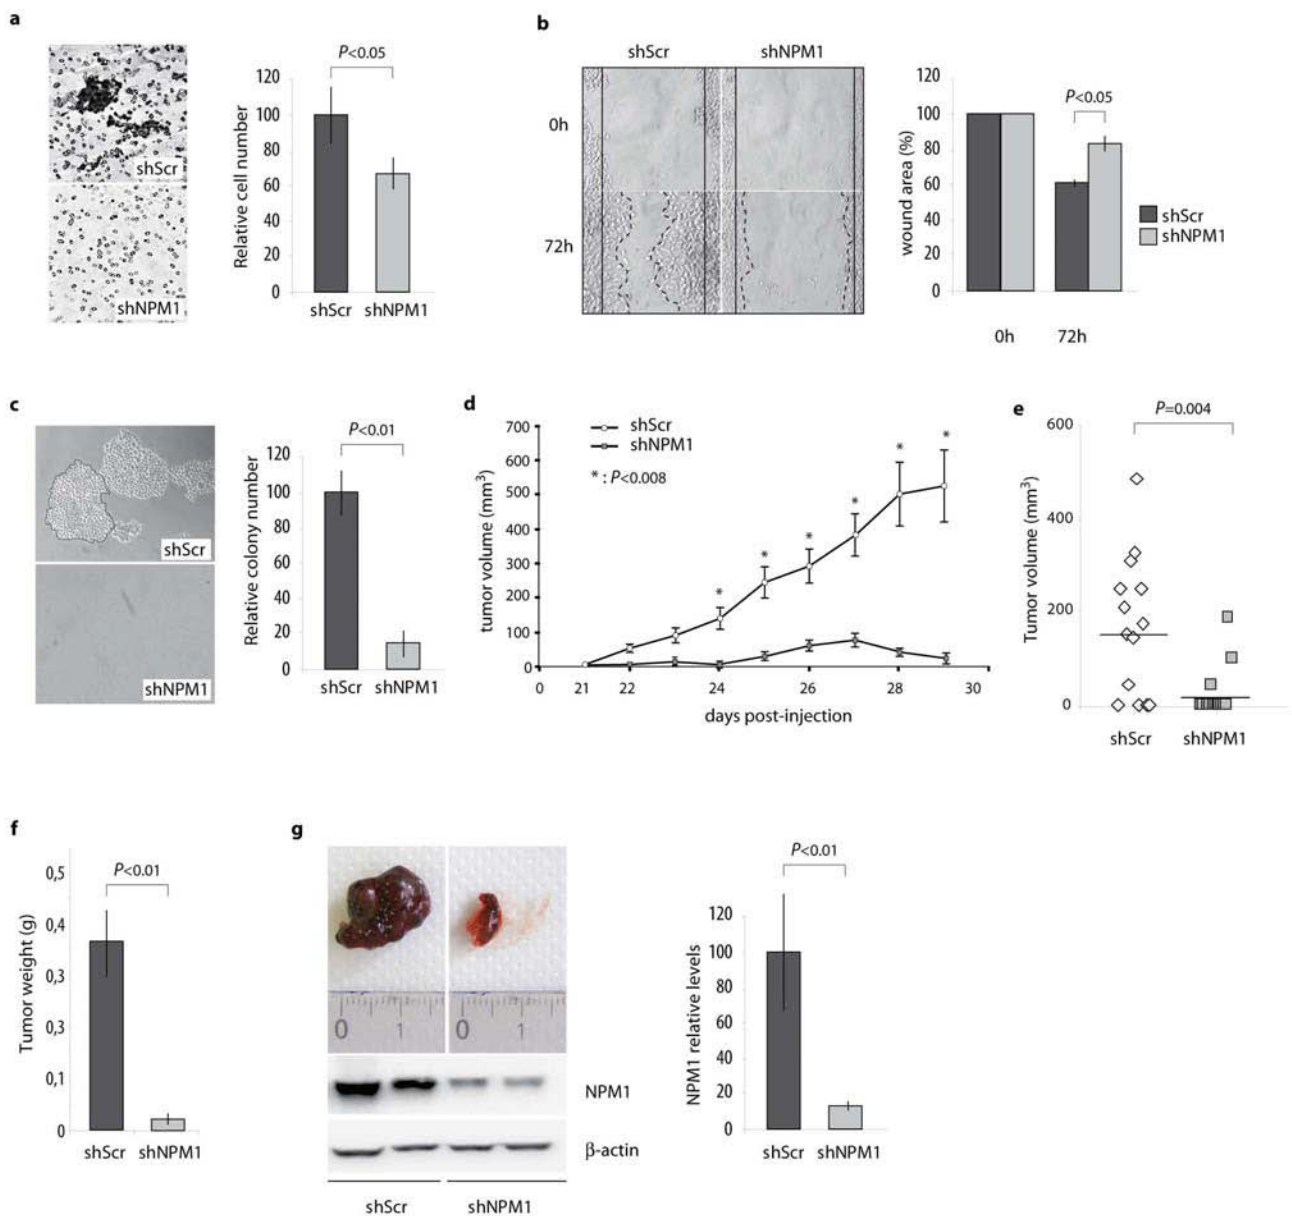 a
shScr
shNPM1
Relative cell number
120
100
80
60
40
20
0
P<0.05
shScr
shNPM1
b
shScr
shNPM1
0h
72h
wound area (%)
120
100
80
60
40
20
0
P<0.05
0h
72h
shScr
shNPM1
c
shScr
shNPM1
Relative colony number
120
100
80
60
40
20
0
P<0.01
shScr
shNPM1
d
tumor volume (mm3)
700
600
500
400
300
200
100
0
shScr
shNPM1
* : P<0.008
*
*
*
*
*
*
0
21
22
24
26
28
30
days post-injection
e
Tumor volume (mm3)
600
400
200
0
P=0.004
shScr
shNPM1
f
Tumor weight (g)
0,5
0,4
0,3
0,3
0,1
0
P<0.01
shScr
shNPM1
g
0
1
0
1
NPM1
β-actin
shScr
shNPM1
NPM1 relative levels
120
100
80
60
40
20
0
P<0.01
shScr
shNPM1